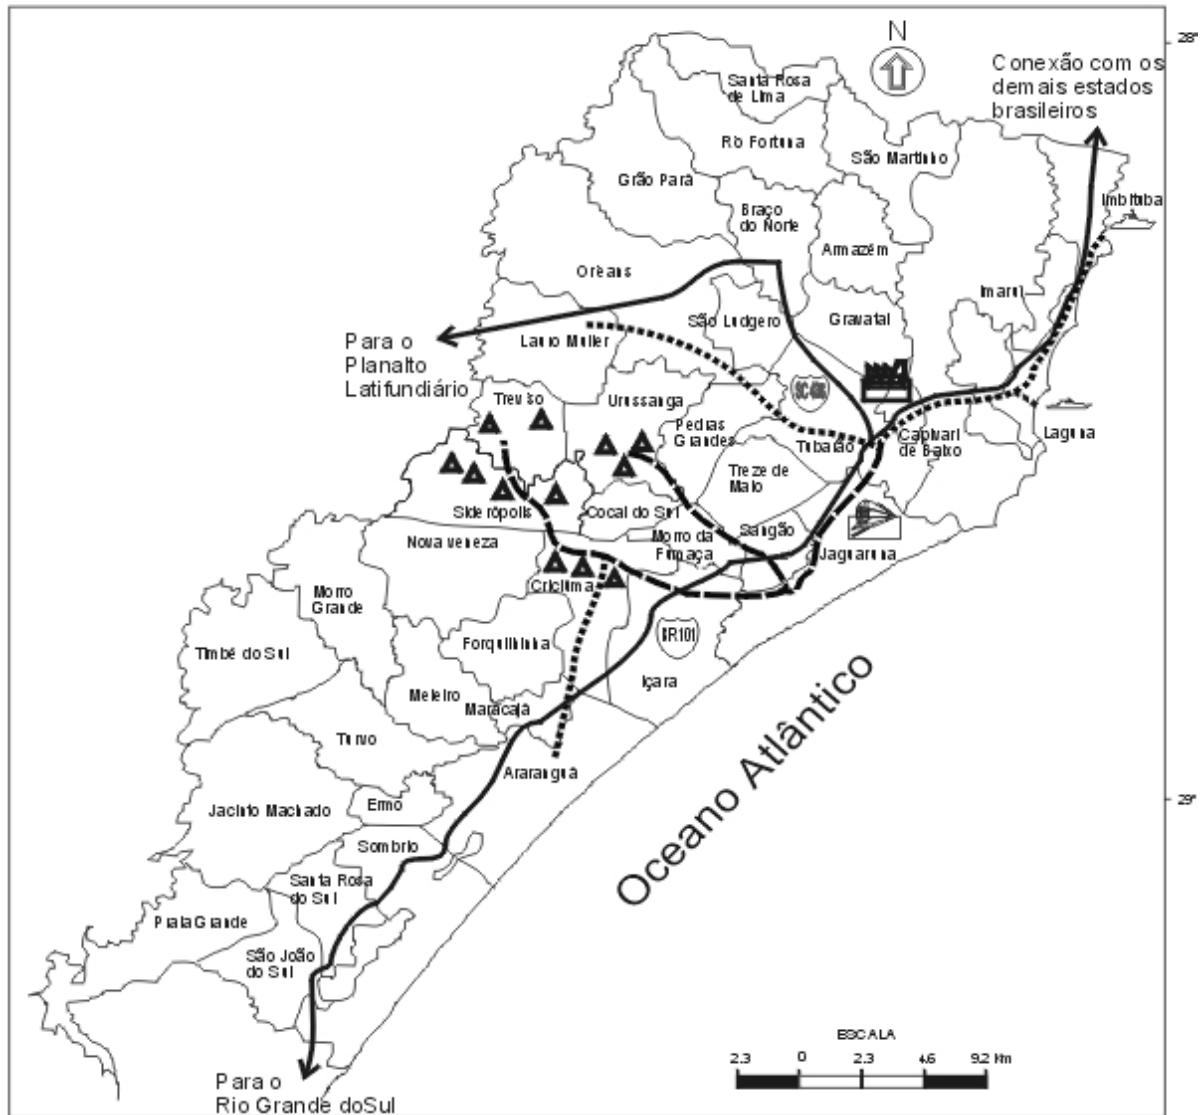 28°
N
Conexão com os
demais estados
brasileiros
Santa Rosa
de Lima
Rio Fortuna
São Martinho
Grão Pará
Braço
do Norte
Armazém
Imbituba
Orleans
Imaruí
São Ludgero
Gravatal
Para o
Planalto
Latifundiário
Lauro Muller
Treviso
Urussanga
Pedras
Grandes
Tubarão
Capivari
de Baixo
Laguna
Treze de
Maio
Siderópolis
Cocal do Sul
Sangão
Nova veneza
Morro da
Fumaça
Jaguaruna
Criciúma
Morro
Grande
Forquilhinha
BR101
Timbé do Sul
Içara
Meleiro
Maracajá
Turvo
Araranguá
Oceano Atlântico
29°
Jacinto Machado
Ermo
Sombrio
Santa Rosa
do Sul
Praia Grande
São João
do Sul
ESCALA
2.3 0 2.3 4.6 9.2 Km
Para o
Rio Grande doSul